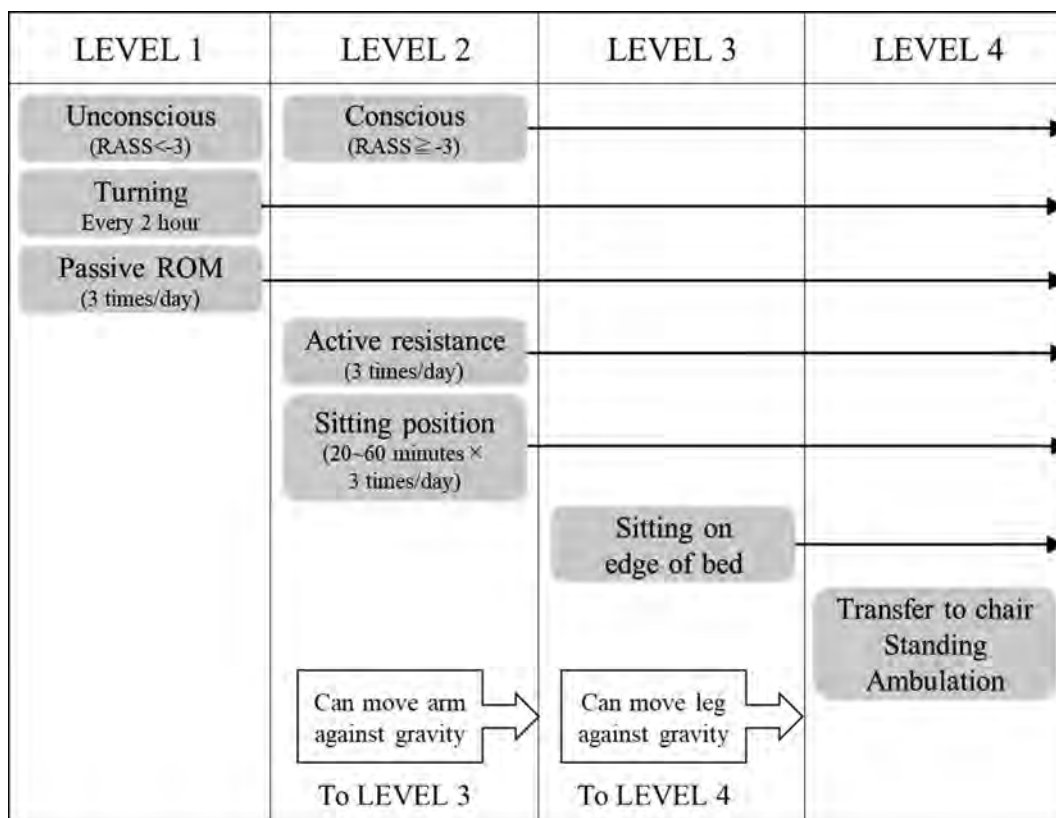 LEVEL 1
LEVEL 2
LEVEL 3
LEVEL 4
Unconscious
(RASS<-3)
Conscious
(RASS≧-3)
Turning
Every 2 hour
Passive ROM
(3 times/day)
Active resistance
(3 times/day)
Sitting position
(20~60 minutes ×
3 times/day)
Sitting on
edge of bed
Transfer to chair
Standing
Ambulation
Can move arm
against gravity
Can move leg
against gravity
To LEVEL 3
To LEVEL 4